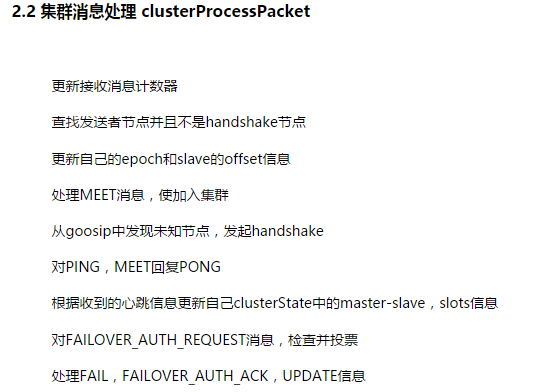 2.2 集群消息处理 clusterProcessPacket
更新接收消息计数器
查找发送者节点并且不是handshake节点
更新自己的epoch和slave的offset信息
处理MEET消息，使加入集群
从goosip中发现未知节点，发起handshake
对PING，MEET回复PONG
根据收到的心跳信息更新自己clusterState中的master-slave，slots信息
对FAILOVER_AUTH_REQUEST消息，检查并投票
处理FAIL，FAILOVER_AUTH_ACK，UPDATE信息